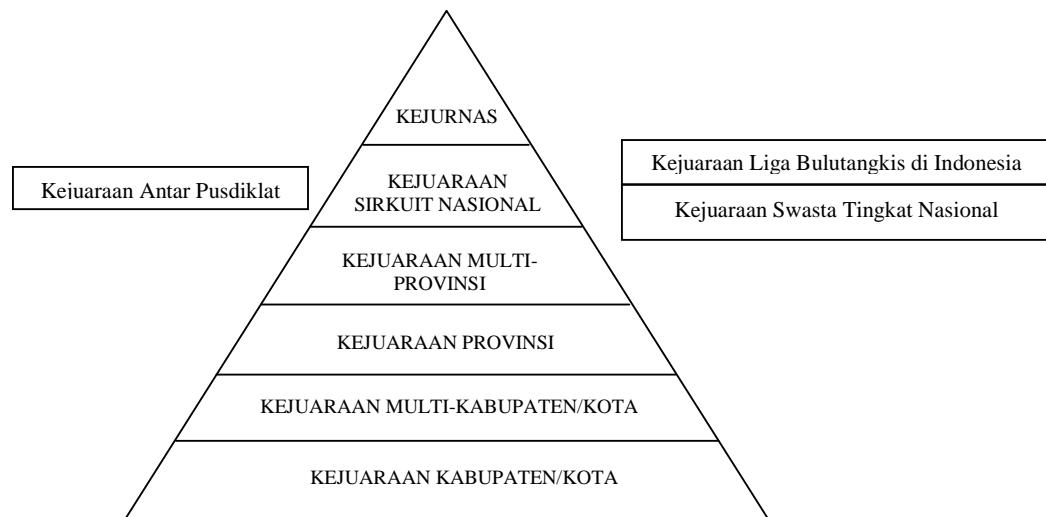 KEJURNAS
Kejuaraan Antar Pusdiklat
KEJUARAAN
SIRKUIT NASIONAL
Kejuaraan Liga Bulutangkis di Indonesia
Kejuaraan Swasta Tingkat Nasional
KEJUARAAN MULTI-
PROVINSI
KEJUARAAN PROVINSI
KEJUARAAN MULTI-KABUPATEN/KOTA
KEJUARAAN KABUPATEN/KOTA